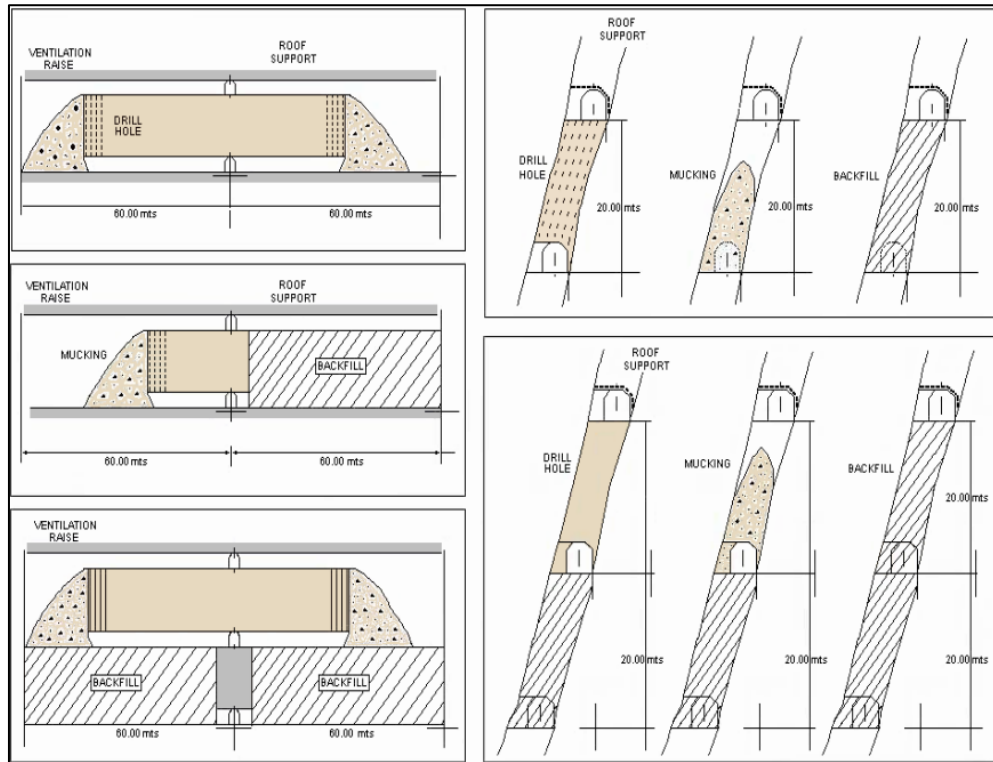 VENTILATION
RAISE
ROOF
SUPPORT
DRILL
HOLE
60.00 mts
60.00 mts
VENTILATION
RAISE
ROOF
SUPPORT
MUCKING
BACKFILL
60.00 mts
60.00 mts
VENTILATION
RAISE
BACKFILL
BACKFILL
60.00 mts
60.00 mts
ROOF
SUPPORT
DRILL
HOLE
20.00 mts
MUCKING
20.00 mts
BACKFILL
20.00 mts
ROOF
SUPPORT
DRILL
HOLE
MUCKING
BACKFILL
20.00 mts
20.00 mts
20.00 mts
20.00 mts